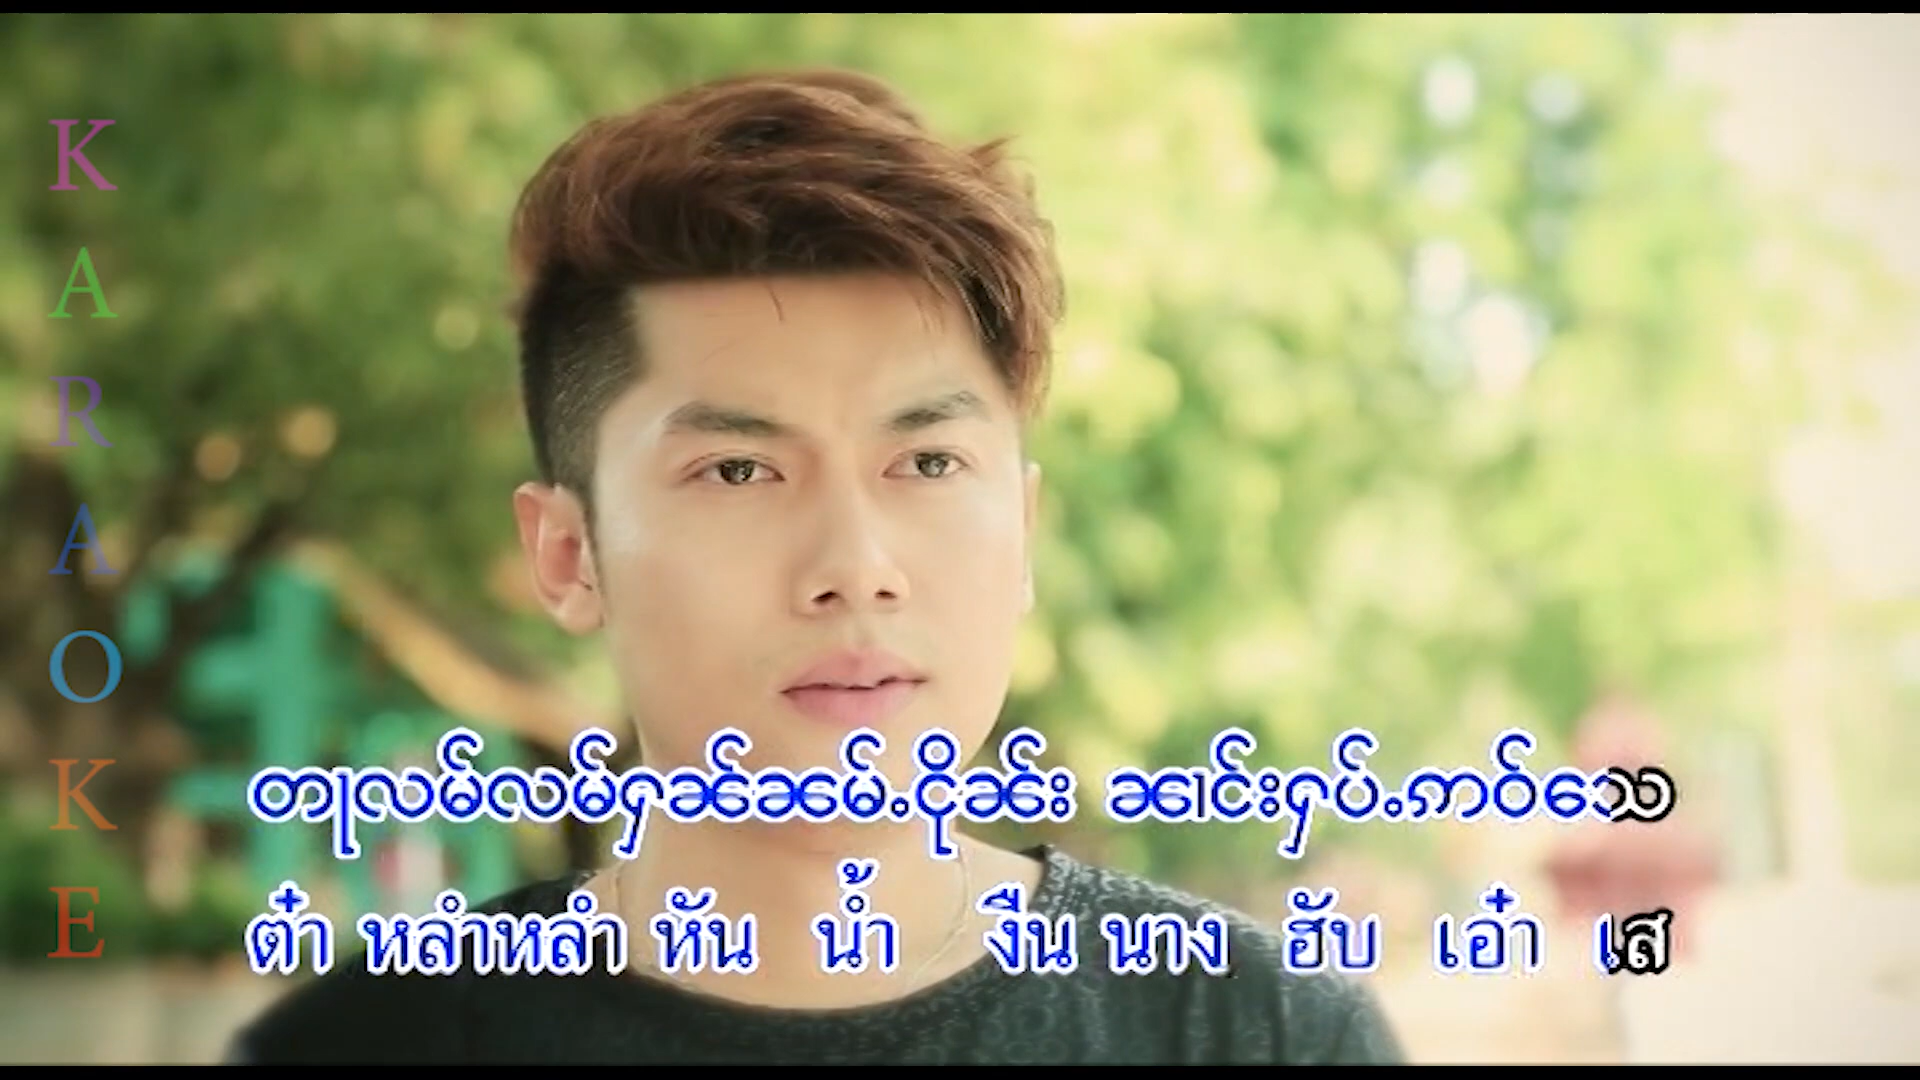 KARAOKE
တႃလမ်လမ်ႁၼ်ၼမ်ႉငိုၼ်း ၼၢင်းႁပ်ႉဢဝ်သေ
ต๋า หลำหลำ หัน น้ำ งืน นาง ฮับ เอ๋า เส